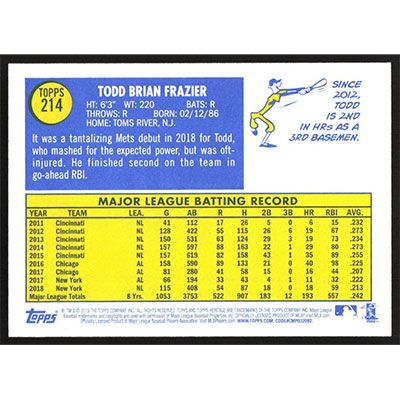 TOPPS
214
TODD BRIAN FRAZIER
HT: 6'3" WT: 220 BATS: R
THROWS: R BORN: 02/12/86
HOME: TOMS RIVER, N.J.
It was a tantalizing Mets debut in 2018 for Todd,
who mashed for the expected power, but was oft-
injured. He finished second on the team in
go-ahead RBI.
SINCE
2012,
TODD
IS 2ND
IN HRs AS A
3RD BASEMEN.
MAJOR LEAGUE BATTING RECORD
YEAR TEAM LEA. G AB R H 2B 3B HR RBI AVG.
2011 Cincinnati NL 41 112 17 26 5 0 6 15 .232
2012 Cincinnati NL 128 422 55 115 26 6 19 67 .273
2013 Cincinnati NL 150 531 63 124 29 3 19 73 .234
2014 Cincinnati NL 157 597 88 163 22 1 29 80 .273
2015 Cincinnati NL 157 619 82 158 43 1 35 89 .255
2016 Chicago AL 158 590 89 133 21 0 40 98 .225
2017 Chicago AL 81 280 41 58 15 0 16 44 .207
2017 New York AL 66 194 33 43 4 1 11 32 .222
2018 New York NL 115 408 54 87 18 0 18 59 .213
Major League Totals 8 Yrs. 1053 3753 522 907 183 12 193 557 .242
TOPPS